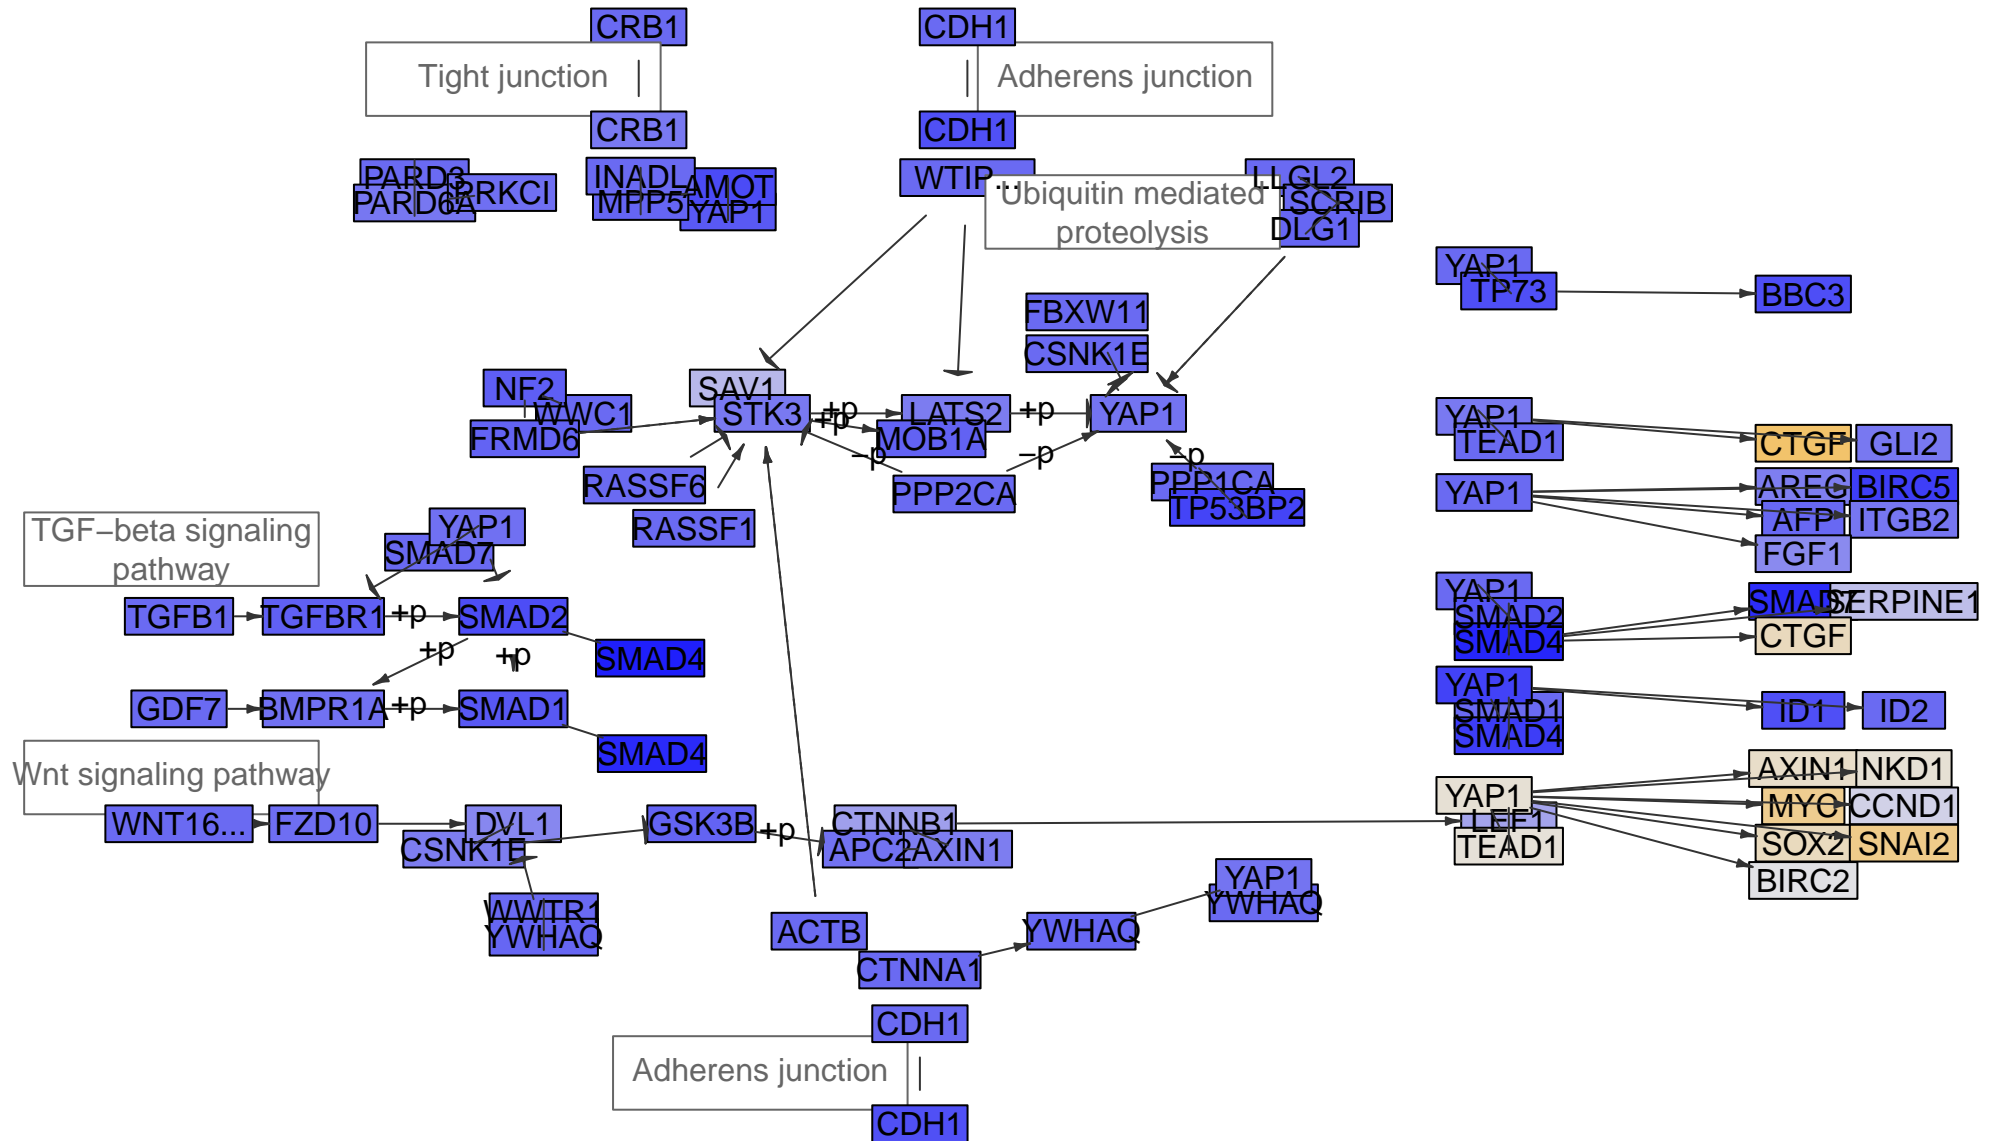 CRB1
CDH1
Tight junction
Adherens junction
CRB1
CDH1
PARD3
PRKCI
PARD6A
INADL
AMOT
MPP5
YAP1
WTIP...
LLGL2
SCRIB
DLG1
Ubiquitin mediated
proteolysis
YAP1
TP73
BBC3
FBXW11
CSNK1E
NF2
WWC1
FRMD6
SAV1
STK3
+p
+p
LATS2
MOB1A
+p
YAP1
−p
−p
−p
RASSF6
RASSF1
PPP2CA
PPP1CA
TP53BP2
YAP1
TEAD1
CTGF
GLI2
YAP1
AREG
BIRC5
AFP
ITGB2
FGF1
TGF−beta signaling
pathway
YAP1
SMAD7
TGFB1
TGFBR1
+p
SMAD2
+p
+p
SMAD4
YAP1
SMAD2
SMAD4
SMAD7
SERPINE1
CTGF
GDF7
BMPR1A
+p
SMAD1
SMAD4
YAP1
SMAD1
SMAD4
ID1
ID2
Wnt signaling pathway
WNT16...
FZD10
DVL1
CSNK1E
GSK3B
+p
CTNNB1
APC2
AXIN1
YAP1
LEF1
TEAD1
AXIN1
NKD1
MYC
CCND1
SOX2
SNAI2
BIRC2
WWTR1
YWHAQ
ACTB
CTNNA1
YWHAQ
YAP1
YWHAQ
CDH1
Adherens junction
CDH1